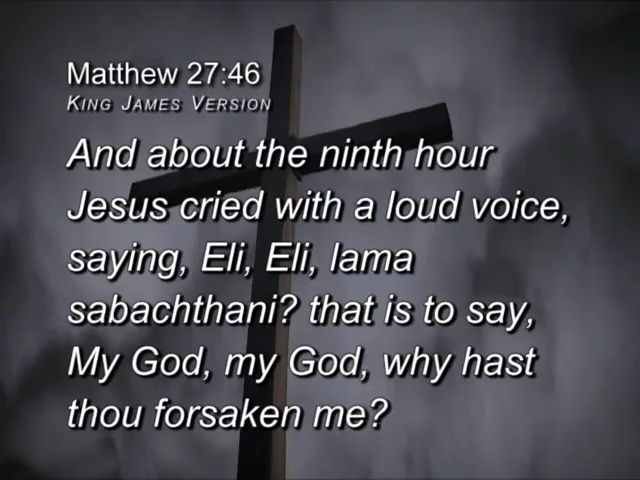 Matthew 27:46
King James Version
And about the ninth hour
Jesus cried with a loud voice,
saying, Eli, Eli, lama
sabachthani? that is to say,
My God, my God, why hast
thou forsaken me?